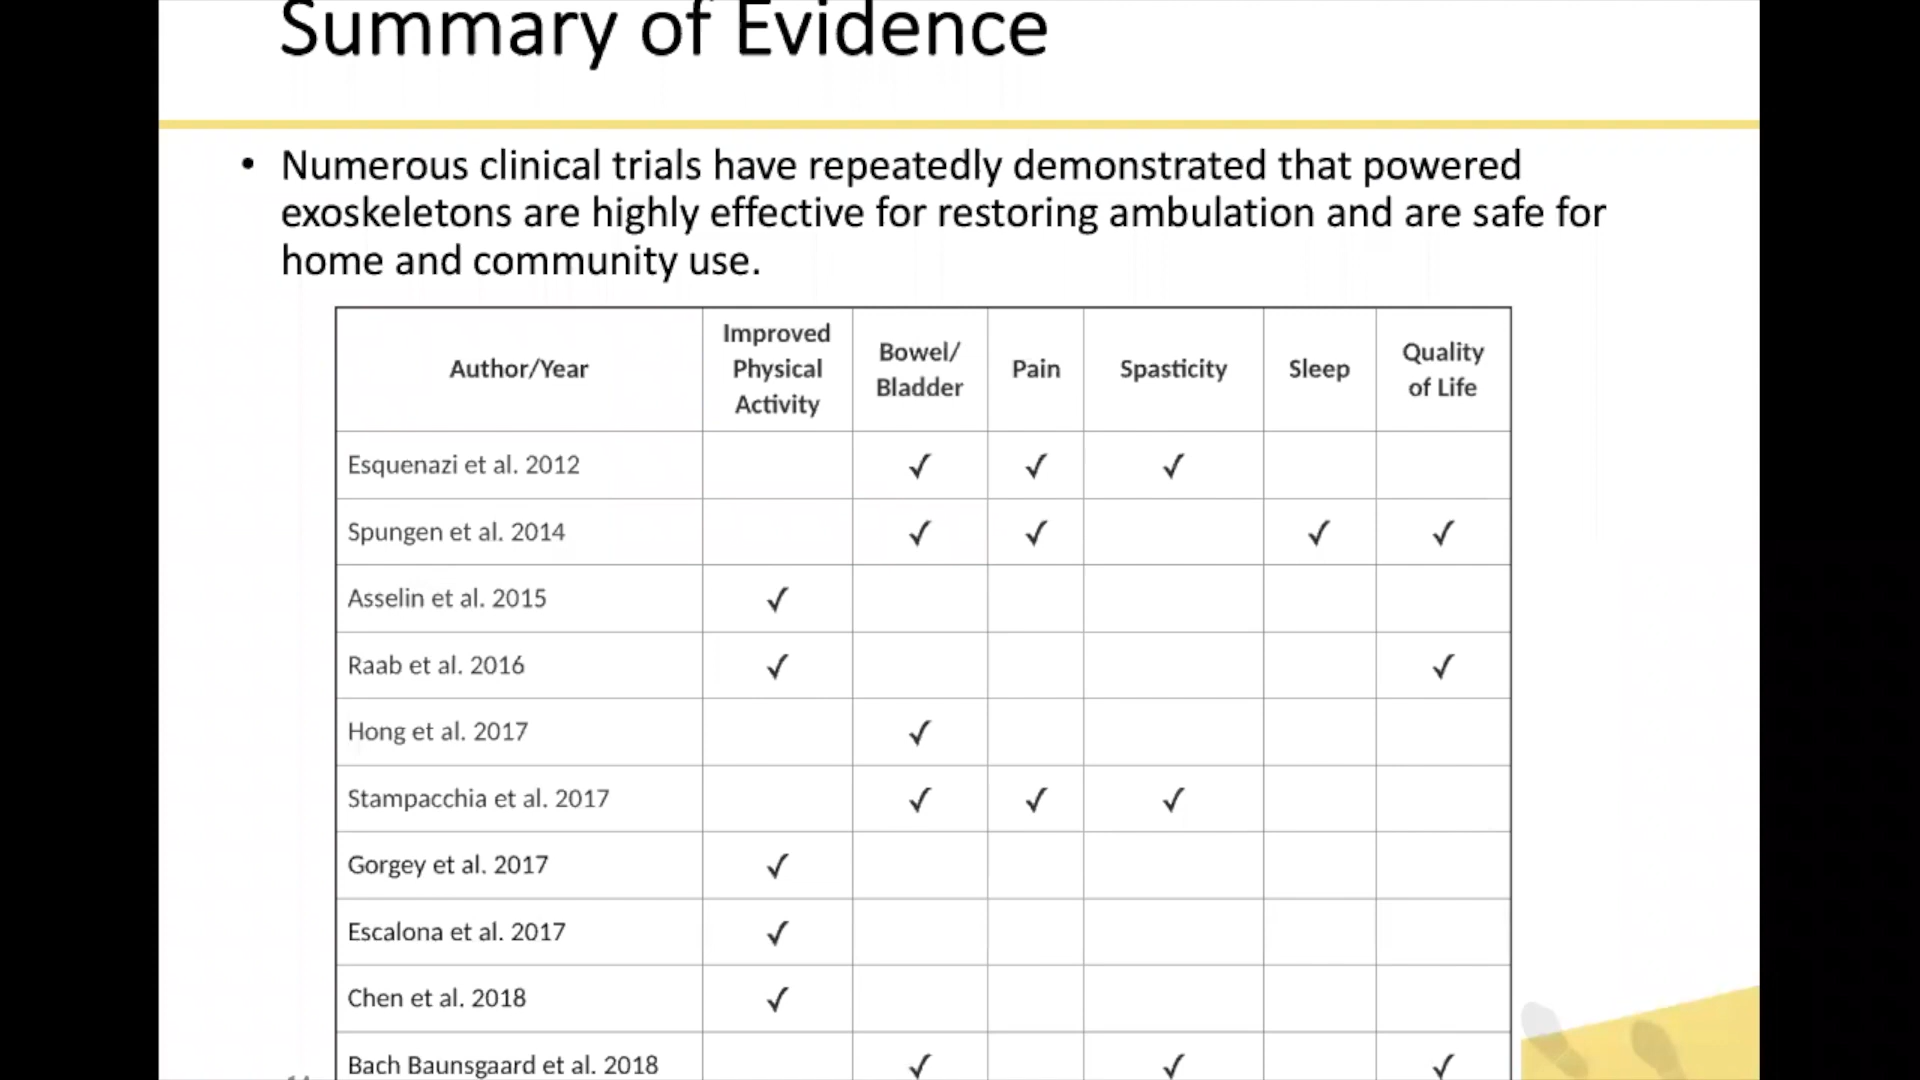 Summary of Evidence
• Numerous clinical trials have repeatedly demonstrated that powered
exoskeletons are highly effective for restoring ambulation and are safe for
home and community use.
Author/Year Improved Physical Activity Bowel/ Bladder Pain Spasticity Sleep Quality of Life
Esquenazi et al. 2012 ✓ ✓ ✓
Spungen et al. 2014 ✓ ✓ ✓ ✓
Asselin et al. 2015 ✓
Raab et al. 2016 ✓ ✓
Hong et al. 2017 ✓
Stampacchia et al. 2017 ✓ ✓ ✓
Gorgey et al. 2017 ✓
Escalona et al. 2017 ✓
Chen et al. 2018 ✓
Bach Baunsgaard et al. 2018 ✓ ✓ ✓